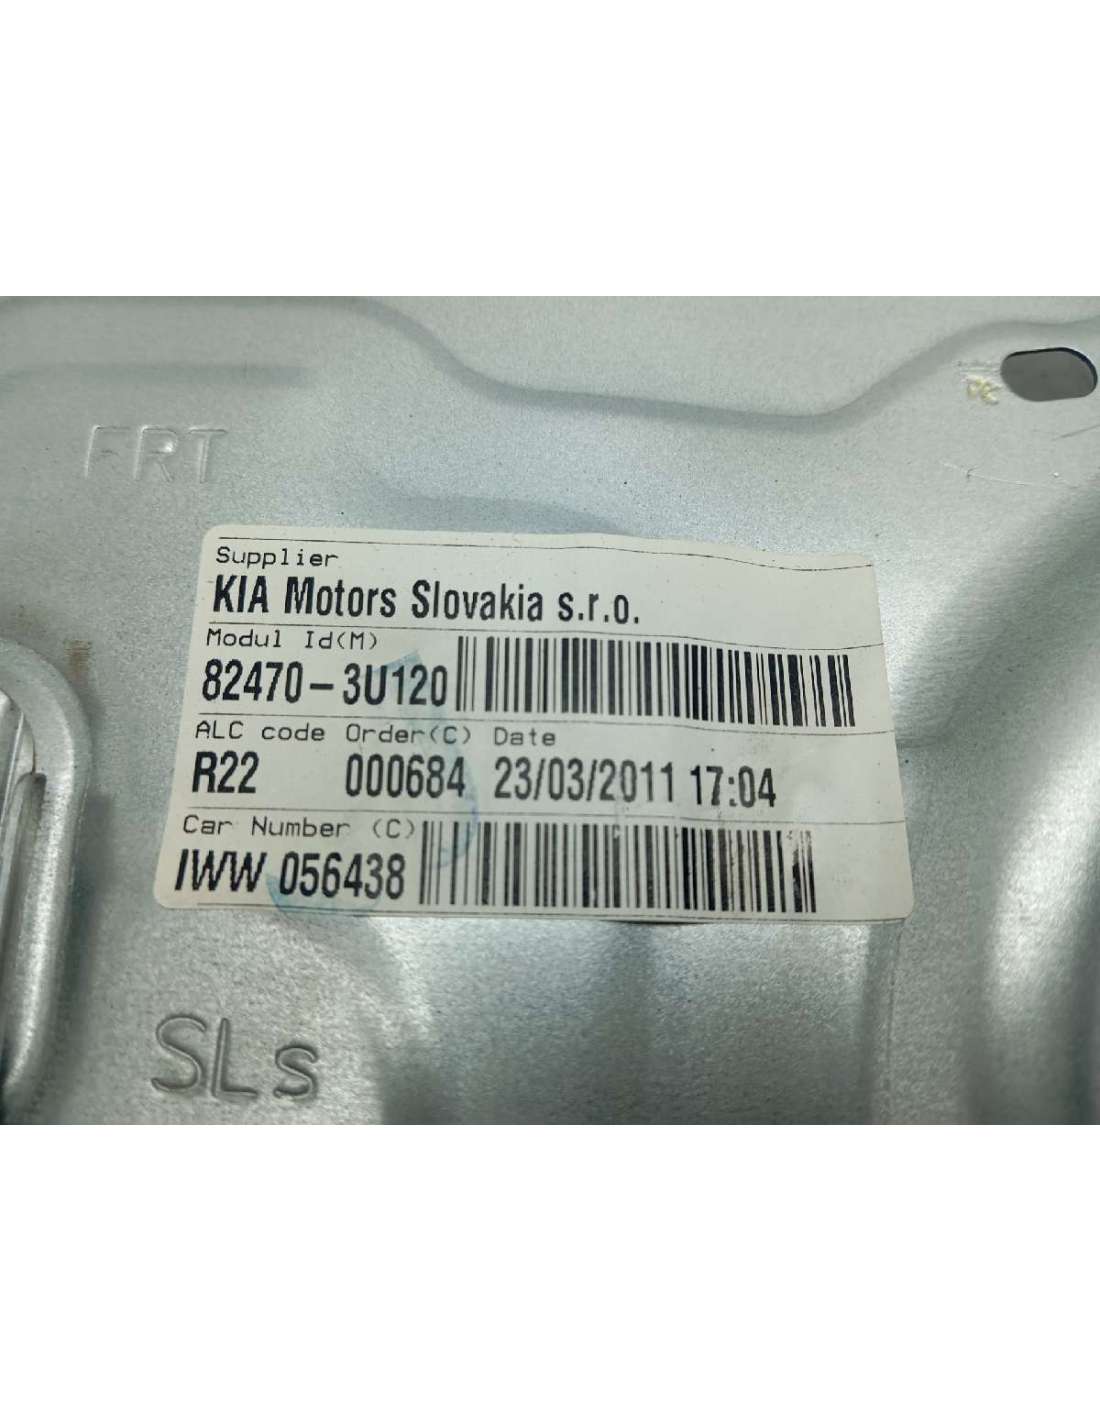 FRT
Supplier
KIA Motors Slovakia s.r.o.
Modul Id(M)
82470-3U120
ALC code Order(C) Date
R22 000684 23/03/2011 17:04
Car Number (C)
IWW 056438
SLs